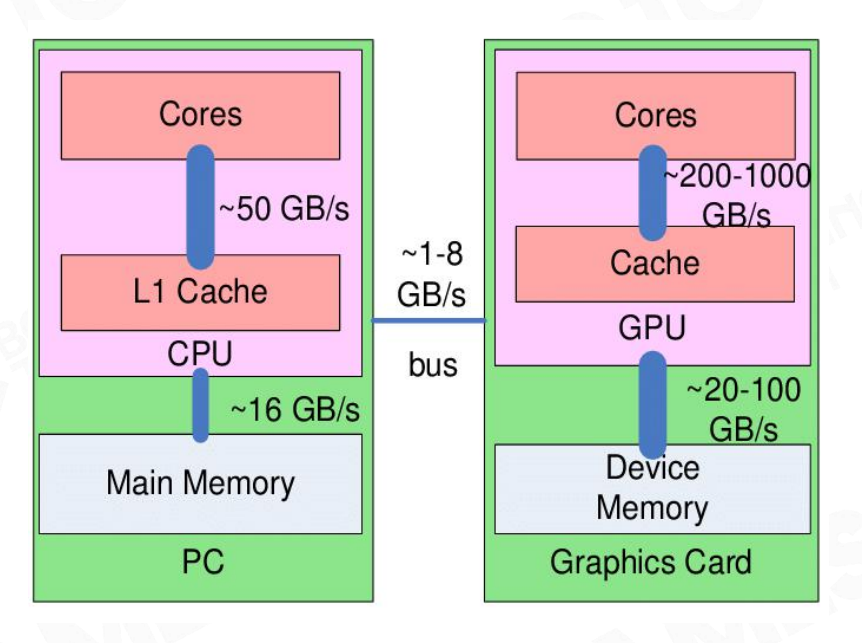 Cores
~50 GB/s
L1 Cache
CPU
~16 GB/s
Main Memory
PC
~1-8
GB/s
bus
Cores
~200-1000
GB/s
Cache
GPU
~20-100
GB/s
Device
Memory
Graphics Card